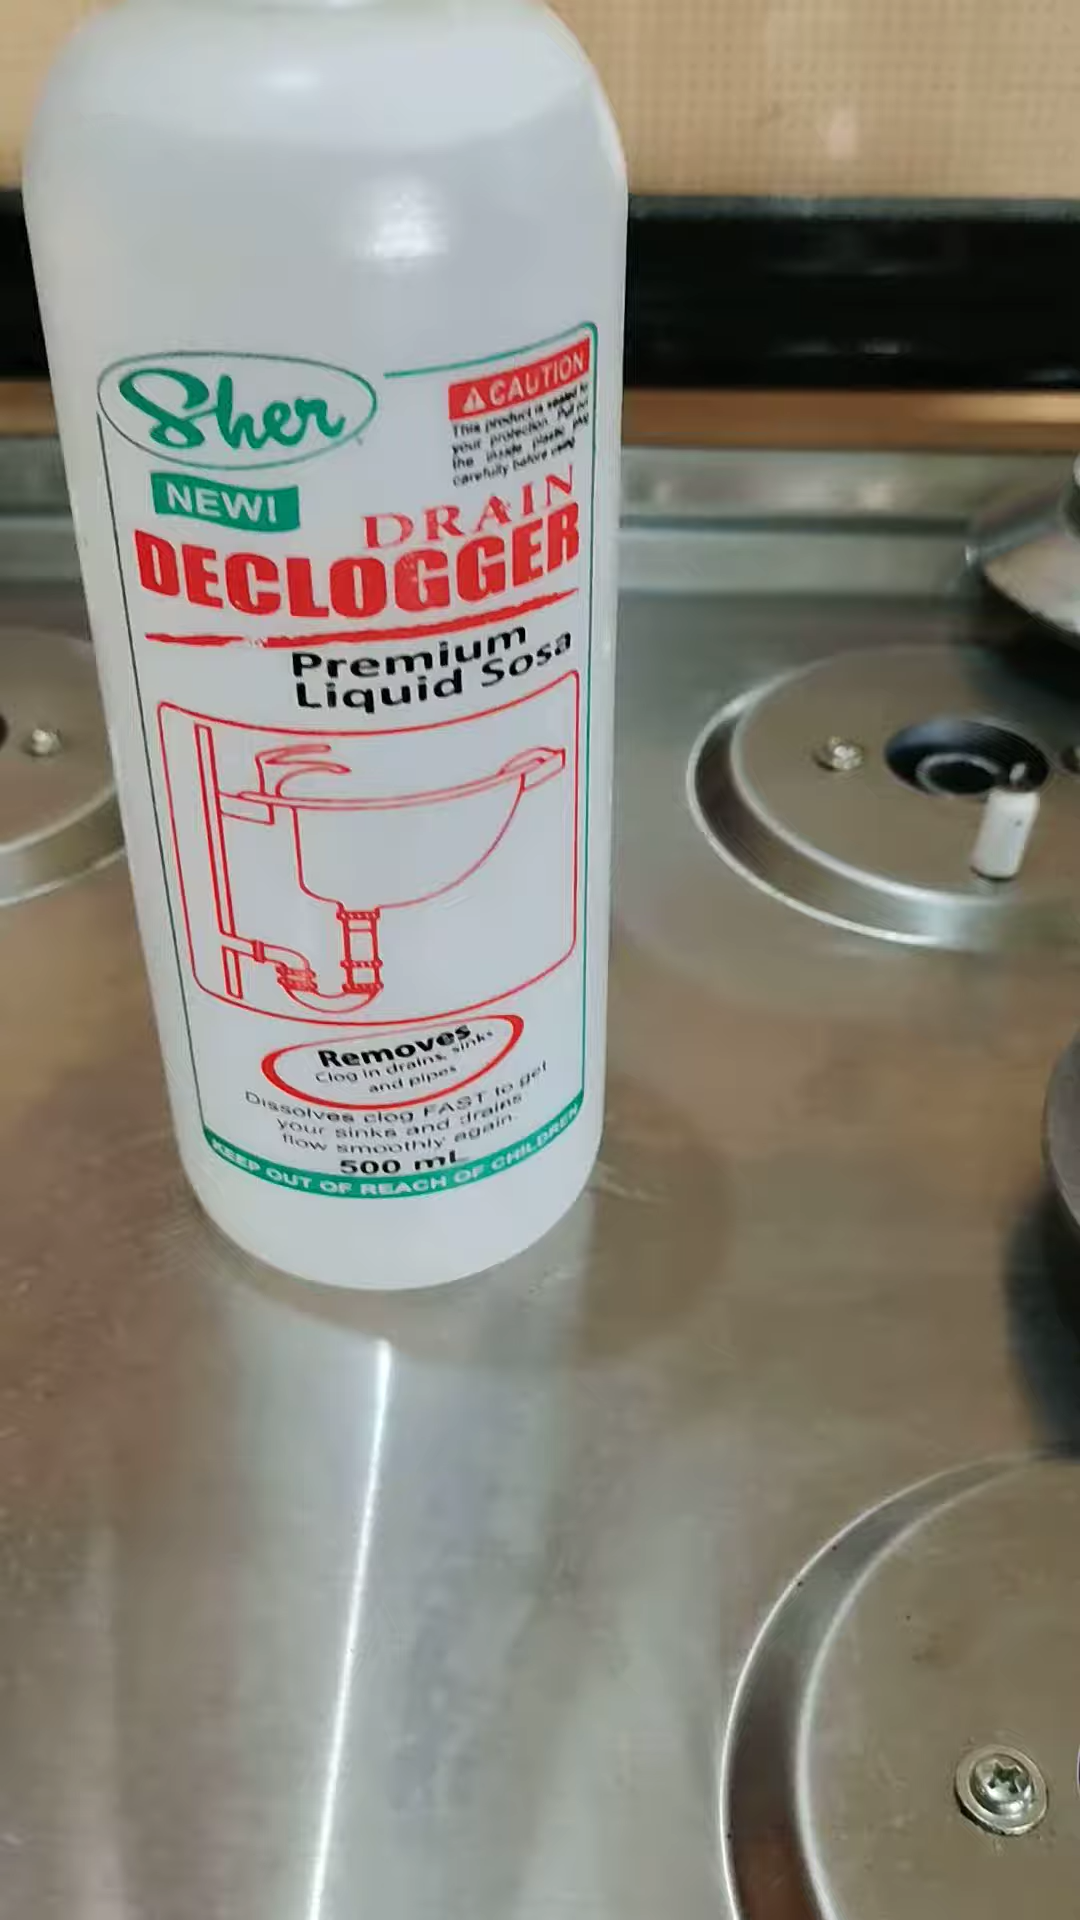 Sher
CAUTION
This product is sealed for
your protection. Pull out
the inside plastic plug
carefully before using
NEW!
DRAIN
DECLOGGER
Premium
Liquid Sosa
Removes
Clog in drains, sinks
and pipes
Dissolves clog FAST to get
your sinks and drains
flow smoothly again.
500 mL
KEEP OUT OF REACH OF CHILDREN